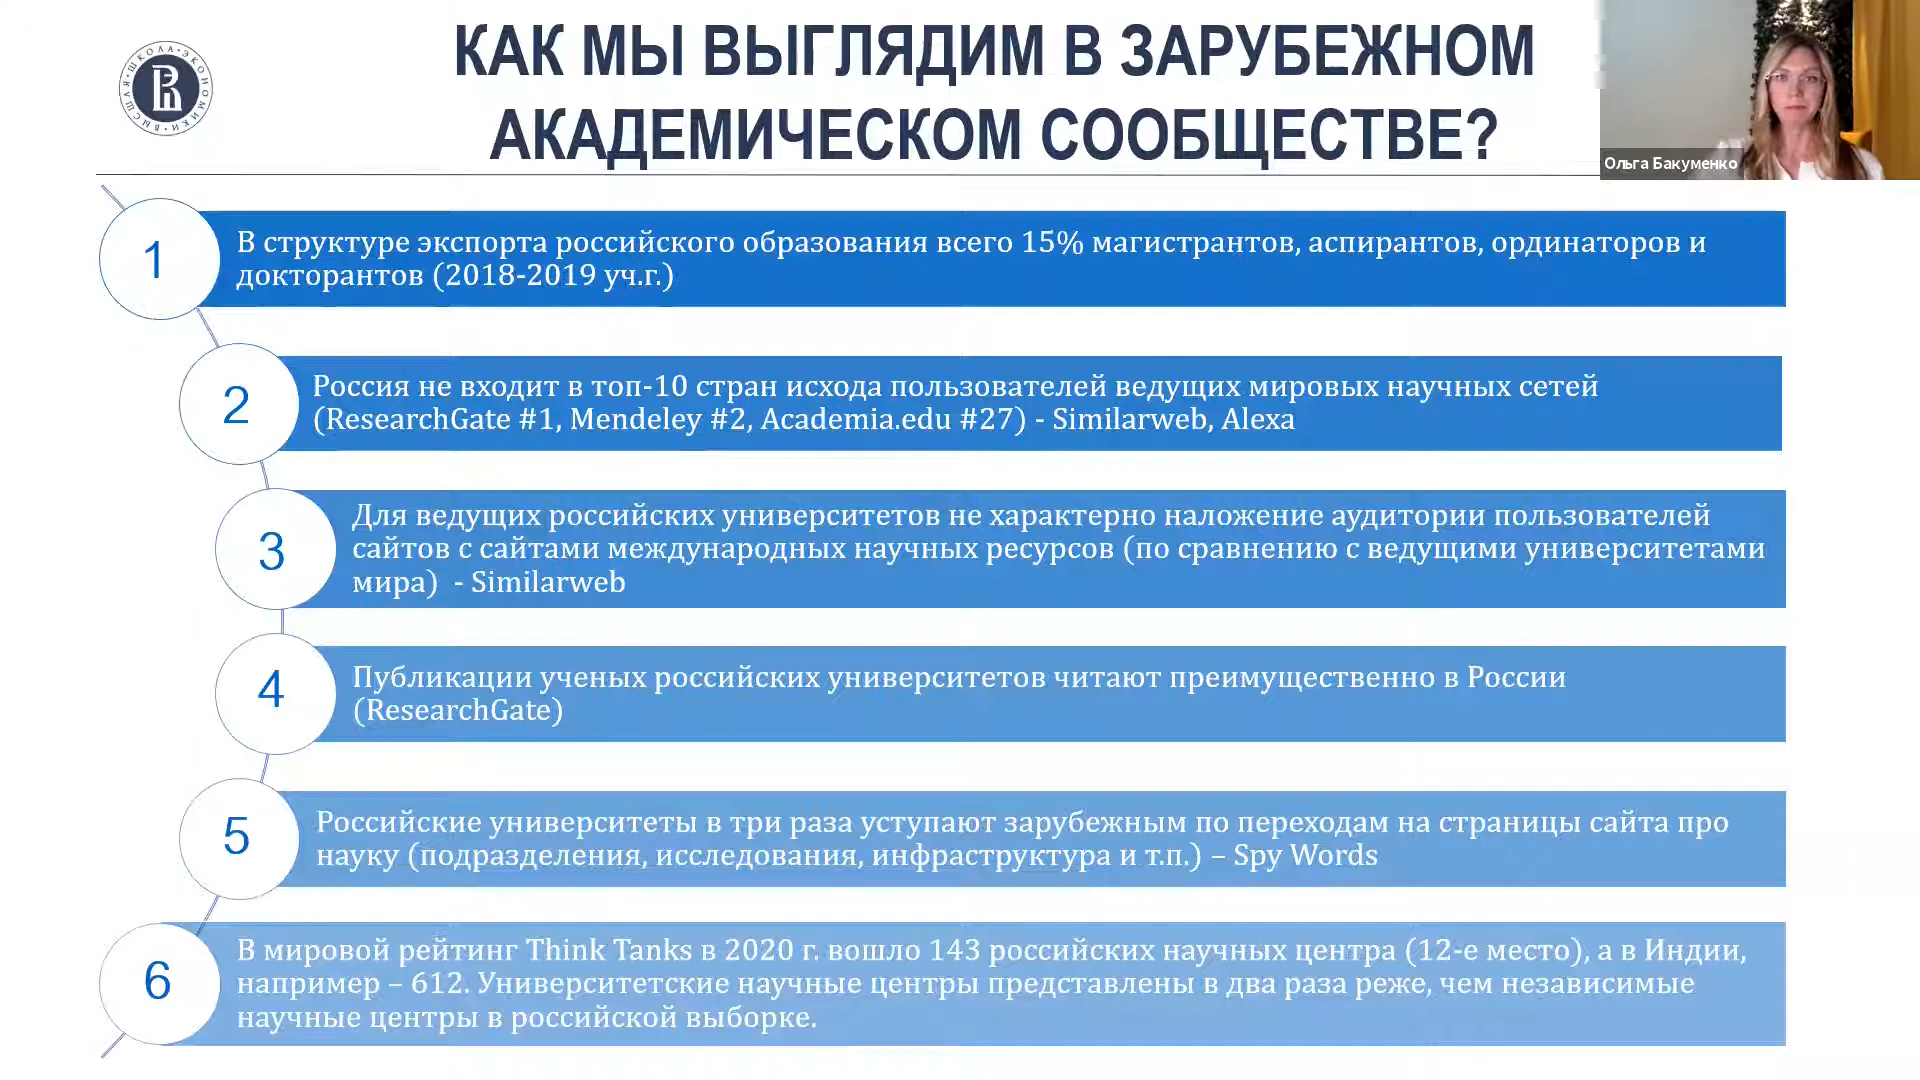 КАК МЫ ВЫГЛЯДИМ В ЗАРУБЕЖНОМ
АКАДЕМИЧЕСКОМ СООБЩЕСТВЕ?
ВЫСШАЯ ШКОЛА ЭКОНОМИКИ
Ольга Бакуменко
1
В структуре экспорта российского образования всего 15% магистрантов, аспирантов, ординаторов и
докторантов (2018-2019 уч.г.)
2
Россия не входит в топ-10 стран исхода пользователей ведущих мировых научных сетей
(ResearchGate #1, Mendeley #2, Academia.edu #27) - Similarweb, Alexa
3
Для ведущих российских университетов не характерно наложение аудитории пользователей
сайтов с сайтами международных научных ресурсов (по сравнению с ведущими университетами
мира)  - Similarweb
4
Публикации ученых российских университетов читают преимущественно в России
(ResearchGate)
5
Российские университеты в три раза уступают зарубежным по переходам на страницы сайта про
науку (подразделения, исследования, инфраструктура и т.п.) – Spy Words
6
В мировой рейтинг Think Tanks в 2020 г. вошло 143 российских научных центра (12-е место), а в Индии,
например – 612. Университетские научные центры представлены в два раза реже, чем независимые
научные центры в российской выборке.